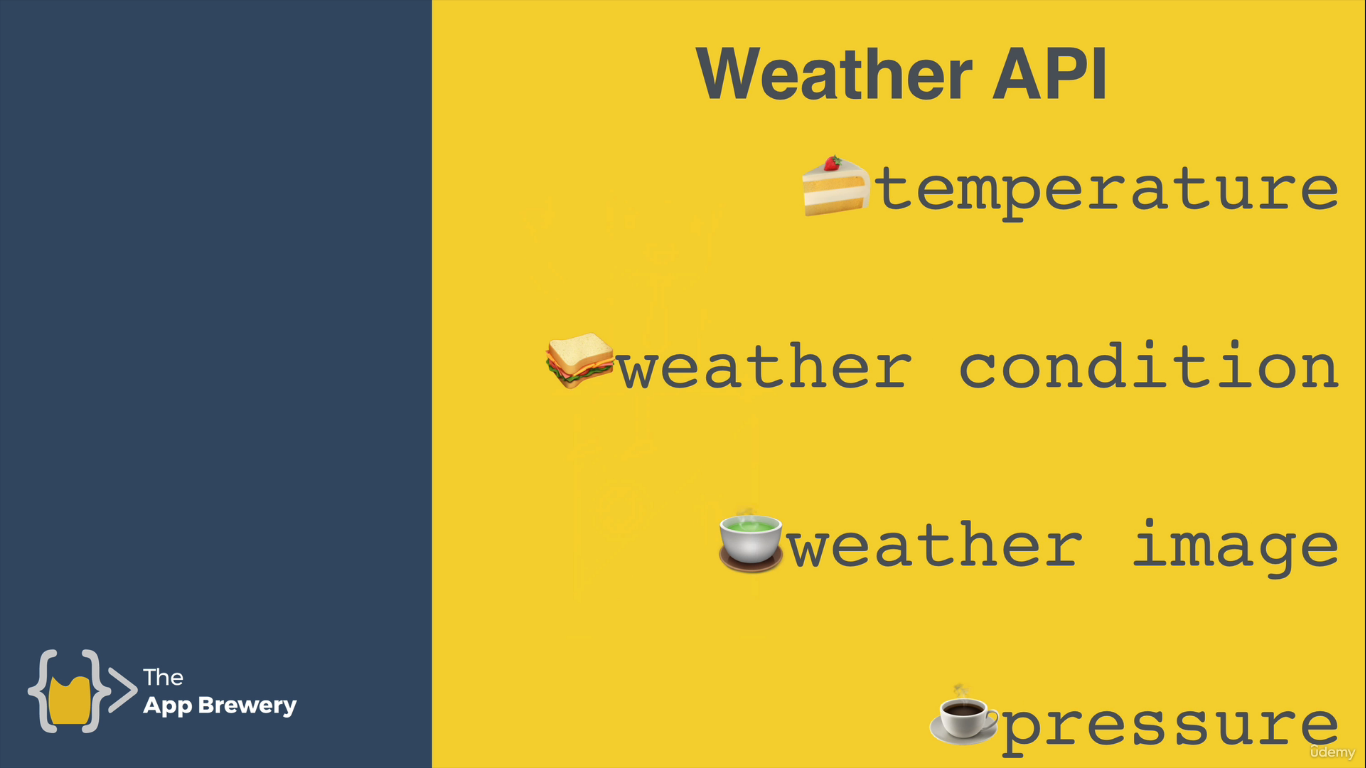 Weather API
🍰temperature
🥪weather condition
🍵weather image
☕pressure
The
App Brewery
udemy